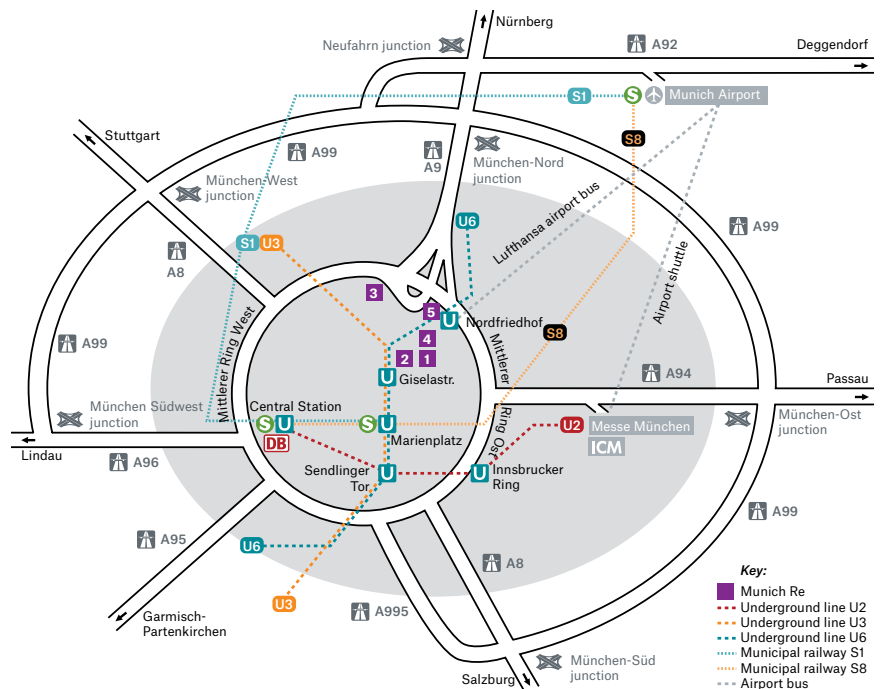 Nürnberg
Neufahrn junction
A92
Deggendorf
S1
S
Munich Airport
Stuttgart
S8
A99
A9
München-Nord
junction
München-West
junction
Lufthansa airport bus
U6
A99
S1
U3
A8
Airport shuttle
3
5
U
Nordfriedhof
S8
4
Mittlerer Ring West
A99
2
1
Mittlerer
Ring Ost
U
Giselastr.
A94
Passau
München Südwest
junction
Central Station
S
U
S
U
DB
Marienplatz
U2
Messe München
ICM
München-Ost
junction
Lindau
A96
Sendlinger
Tor
U
U
Innsbrucker
Ring
A99
A95
U6
A8
U3
A995
Garmisch-
Partenkirchen
München-Süd
junction
Salzburg
Key:
Munich Re
Underground line U2
Underground line U3
Underground line U6
Municipal railway S1
Municipal railway S8
Airport bus